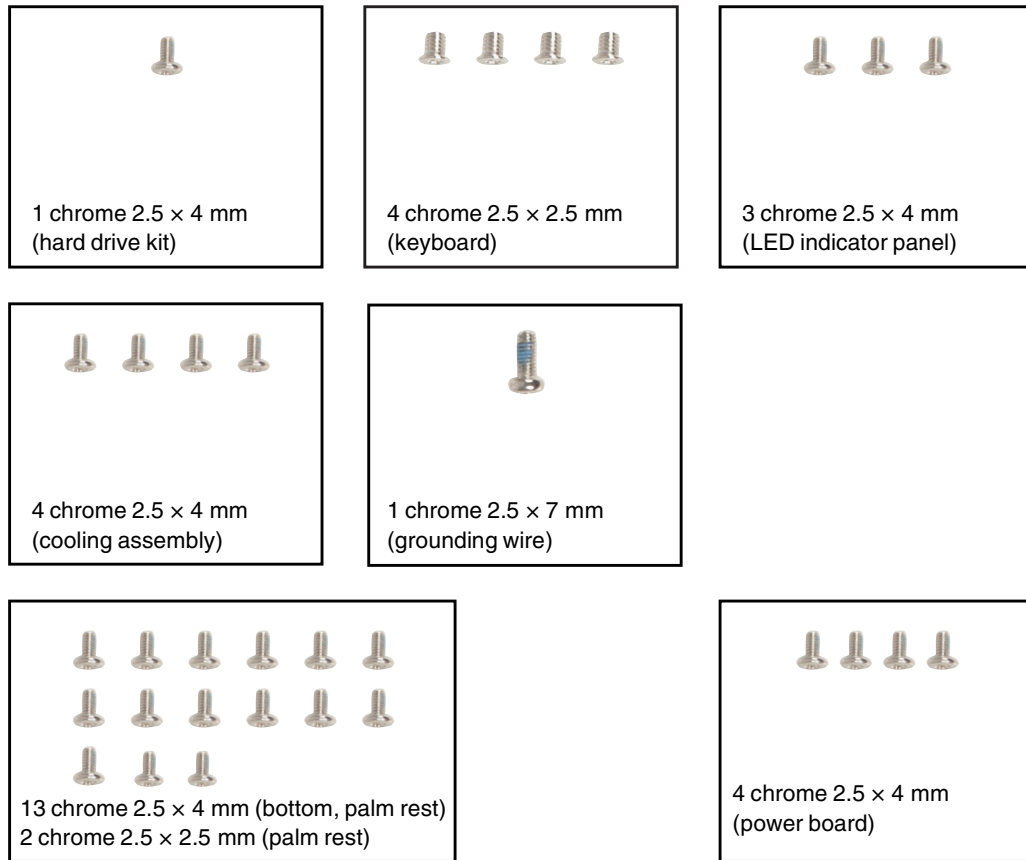 1 chrome 2.5 × 4 mm
(hard drive kit)
4 chrome 2.5 × 2.5 mm
(keyboard)
3 chrome 2.5 × 4 mm
(LED indicator panel)
4 chrome 2.5 × 4 mm
(cooling assembly)
1 chrome 2.5 × 7 mm
(grounding wire)
13 chrome 2.5 × 4 mm (bottom, palm rest)
2 chrome 2.5 × 2.5 mm (palm rest)
4 chrome 2.5 × 4 mm
(power board)